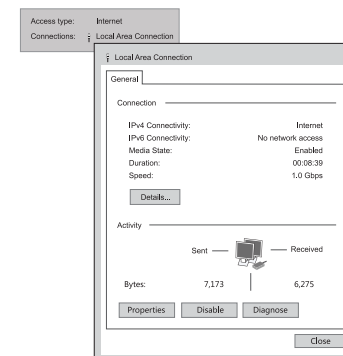 Access type: Internet
Connections: Local Area Connection
Local Area Connection
General
Connection
IPv4 Connectivity: Internet
IPv6 Connectivity: No network access
Media State: Enabled
Duration: 00:08:39
Speed: 1.0 Gbps
Details...
Activity
Sent Received
Bytes: 7,173 6,275
Properties Disable Diagnose
Close